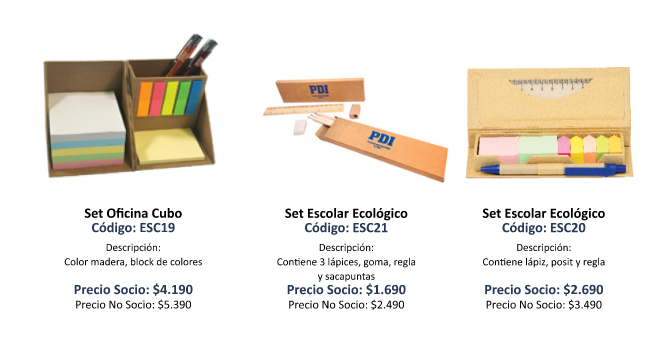 PDI
PDI
Set Oficina Cubo
Código: ESC19
Descripción:
Color madera, block de colores
Precio Socio: $4.190
Precio No Socio: $5.390
Set Escolar Ecológico
Código: ESC21
Descripción:
Contiene 3 lápices, goma, regla
y sacapuntas
Precio Socio: $1.690
Precio No Socio: $2.490
Set Escolar Ecológico
Código: ESC20
Descripción:
Contiene lápiz, posit y regla
Precio Socio: $2.690
Precio No Socio: $3.490